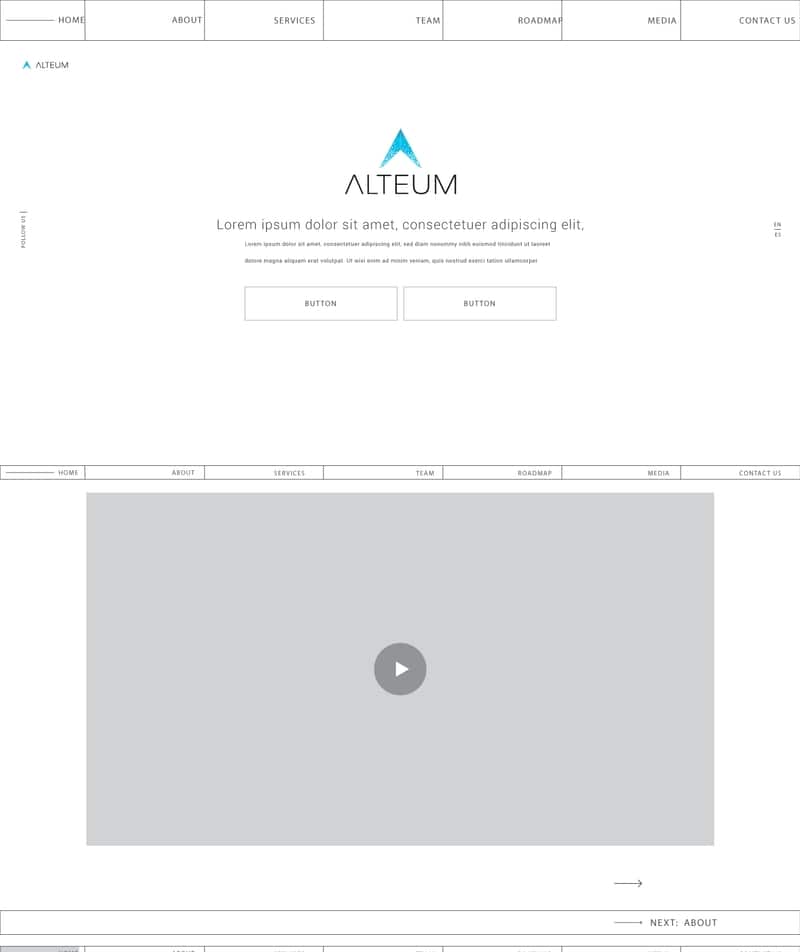 HOME ABOUT SERVICES TEAM ROADMAP MEDIA CONTACT US
ALTEUM
ALTEUM
FOLLOW US
EN
ES
Lorem ipsum dolor sit amet, consectetuer adipiscing elit,
Lorem ipsum dolor sit amet, consectetuer adipiscing elit, sed diam nonummy nibh euismod tincidunt ut laoreet
dolore magna aliquam erat volutpat. Ut wisi enim ad minim veniam, quis nostrud exerci tation ullamcorper
BUTTON BUTTON
HOME ABOUT SERVICES TEAM ROADMAP MEDIA CONTACT US
NEXT: ABOUT